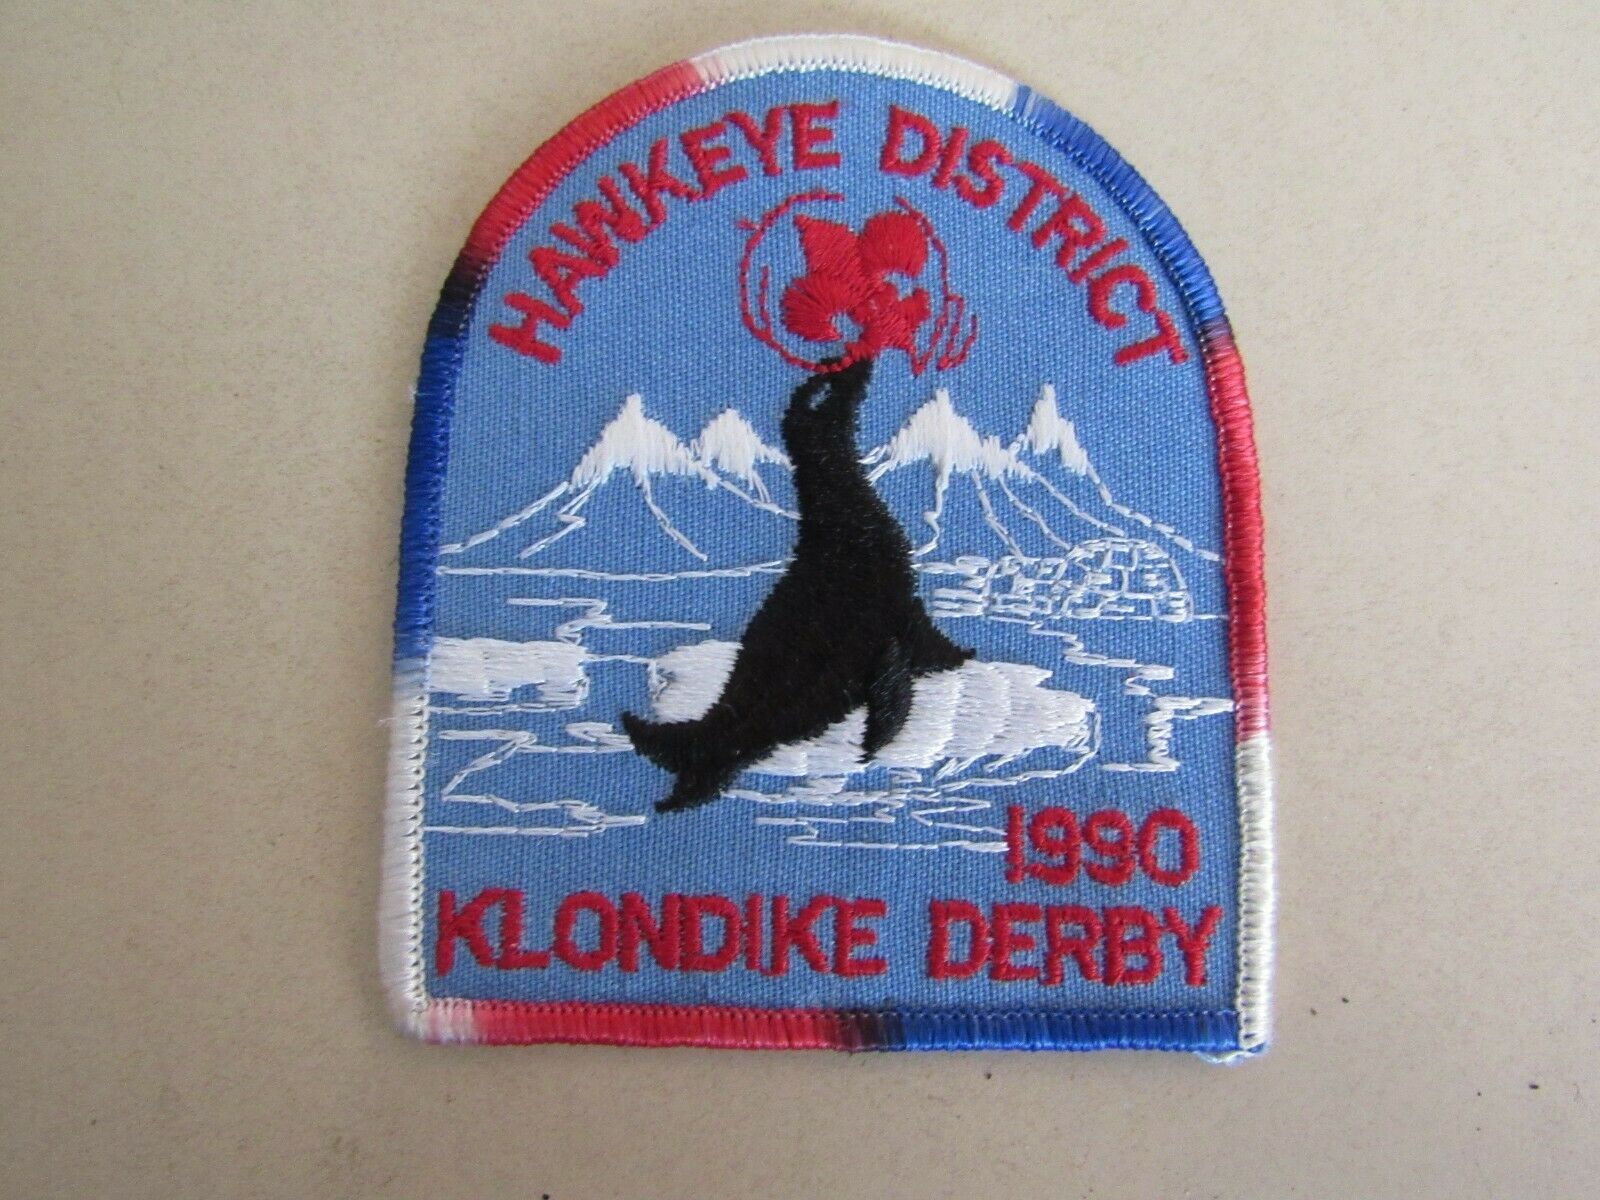 HAWKEYE DISTRICT
1990
KLONDIKE DERBY